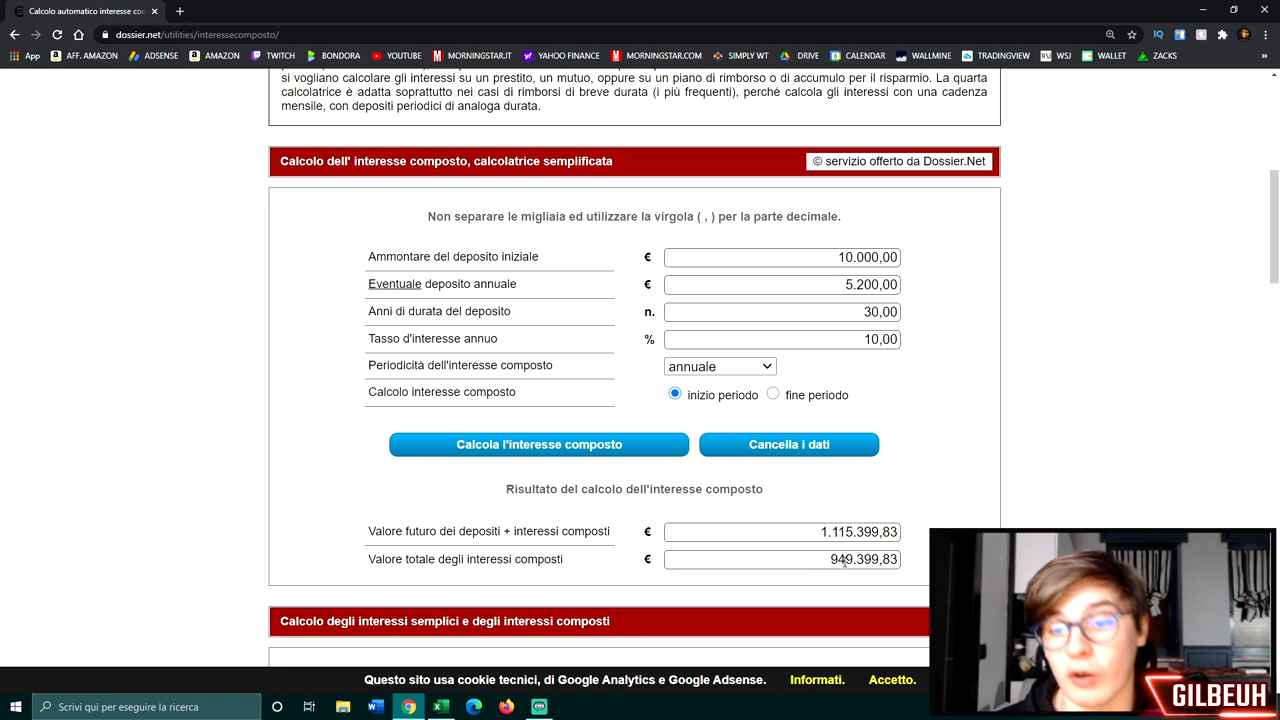 Calcolo automatico interesse com
dossier.net/utilities/interessecomposto/
App AFF. AMAZON ADSENSE AMAZON TWITCH BONDORA YOUTUBE MORNINGSTAR.IT YAHOO FINANCE MORNINGSTAR.COM SIMPLY WT DRIVE CALENDAR WALLMINE TRADINGVIEW WSJ WALLET ZACKS »
si vogliano calcolare gli interessi su un prestito, un mutuo, oppure su un piano di rimborso o di accumulo per il risparmio. La quarta
calcolatrice è adatta soprattutto nei casi di rimborsi di breve durata (i più frequenti), perché calcola gli interessi con una cadenza
mensile, con depositi periodici di analoga durata.
Calcolo dell' interesse composto, calcolatrice semplificata © servizio offerto da Dossier.Net
Non separare le migliaia ed utilizzare la virgola ( , ) per la parte decimale.
Ammontare del deposito iniziale € 10.000,00
Eventuale deposito annuale € 5.200,00
Anni di durata del deposito n. 30,00
Tasso d'interesse annuo % 10,00
Periodicità dell'interesse composto annuale
Calcolo interesse composto inizio periodo fine periodo
Calcola l'interesse composto Cancella i dati
Risultato del calcolo dell'interesse composto
Valore futuro dei depositi + interessi composti € 1.115.399,83
Valore totale degli interessi composti € 949.399,83
Calcolo degli interessi semplici e degli interessi composti
Questo sito usa cookie tecnici, di Google Analytics e Google Adsense. Informati. Accetto.
Scrivi qui per eseguire la ricerca
GILBEUH